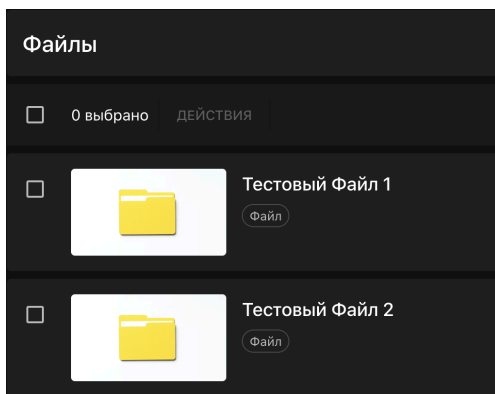 Файлы
0 выбрано ДЕЙСТВИЯ
Тестовый Файл 1
Файл
Тестовый Файл 2
Файл